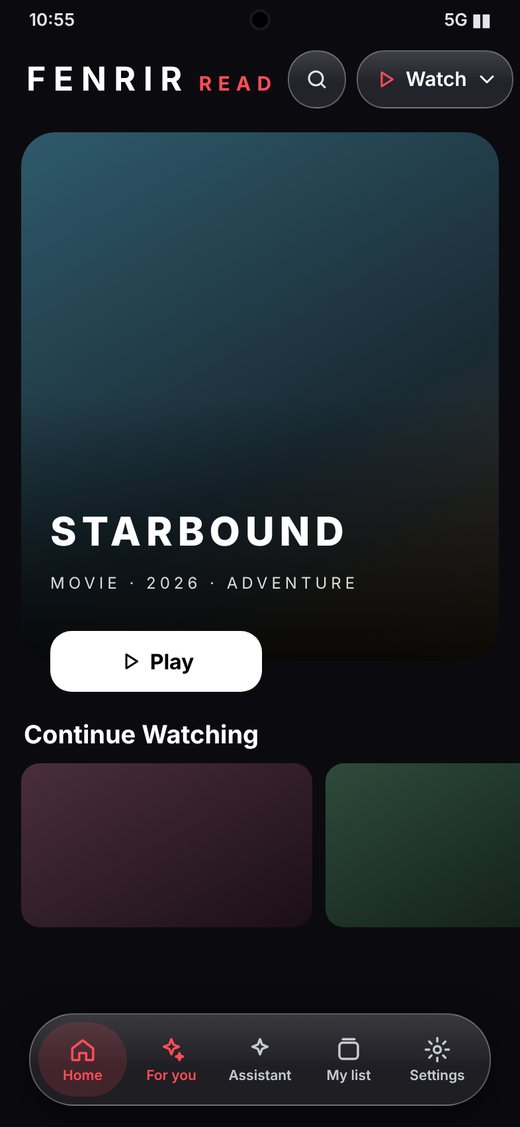 10:55
5G
FENRIR READ
Watch
STARBOUND
MOVIE · 2026 · ADVENTURE
Play
Continue Watching
Home
For you
Assistant
My list
Settings